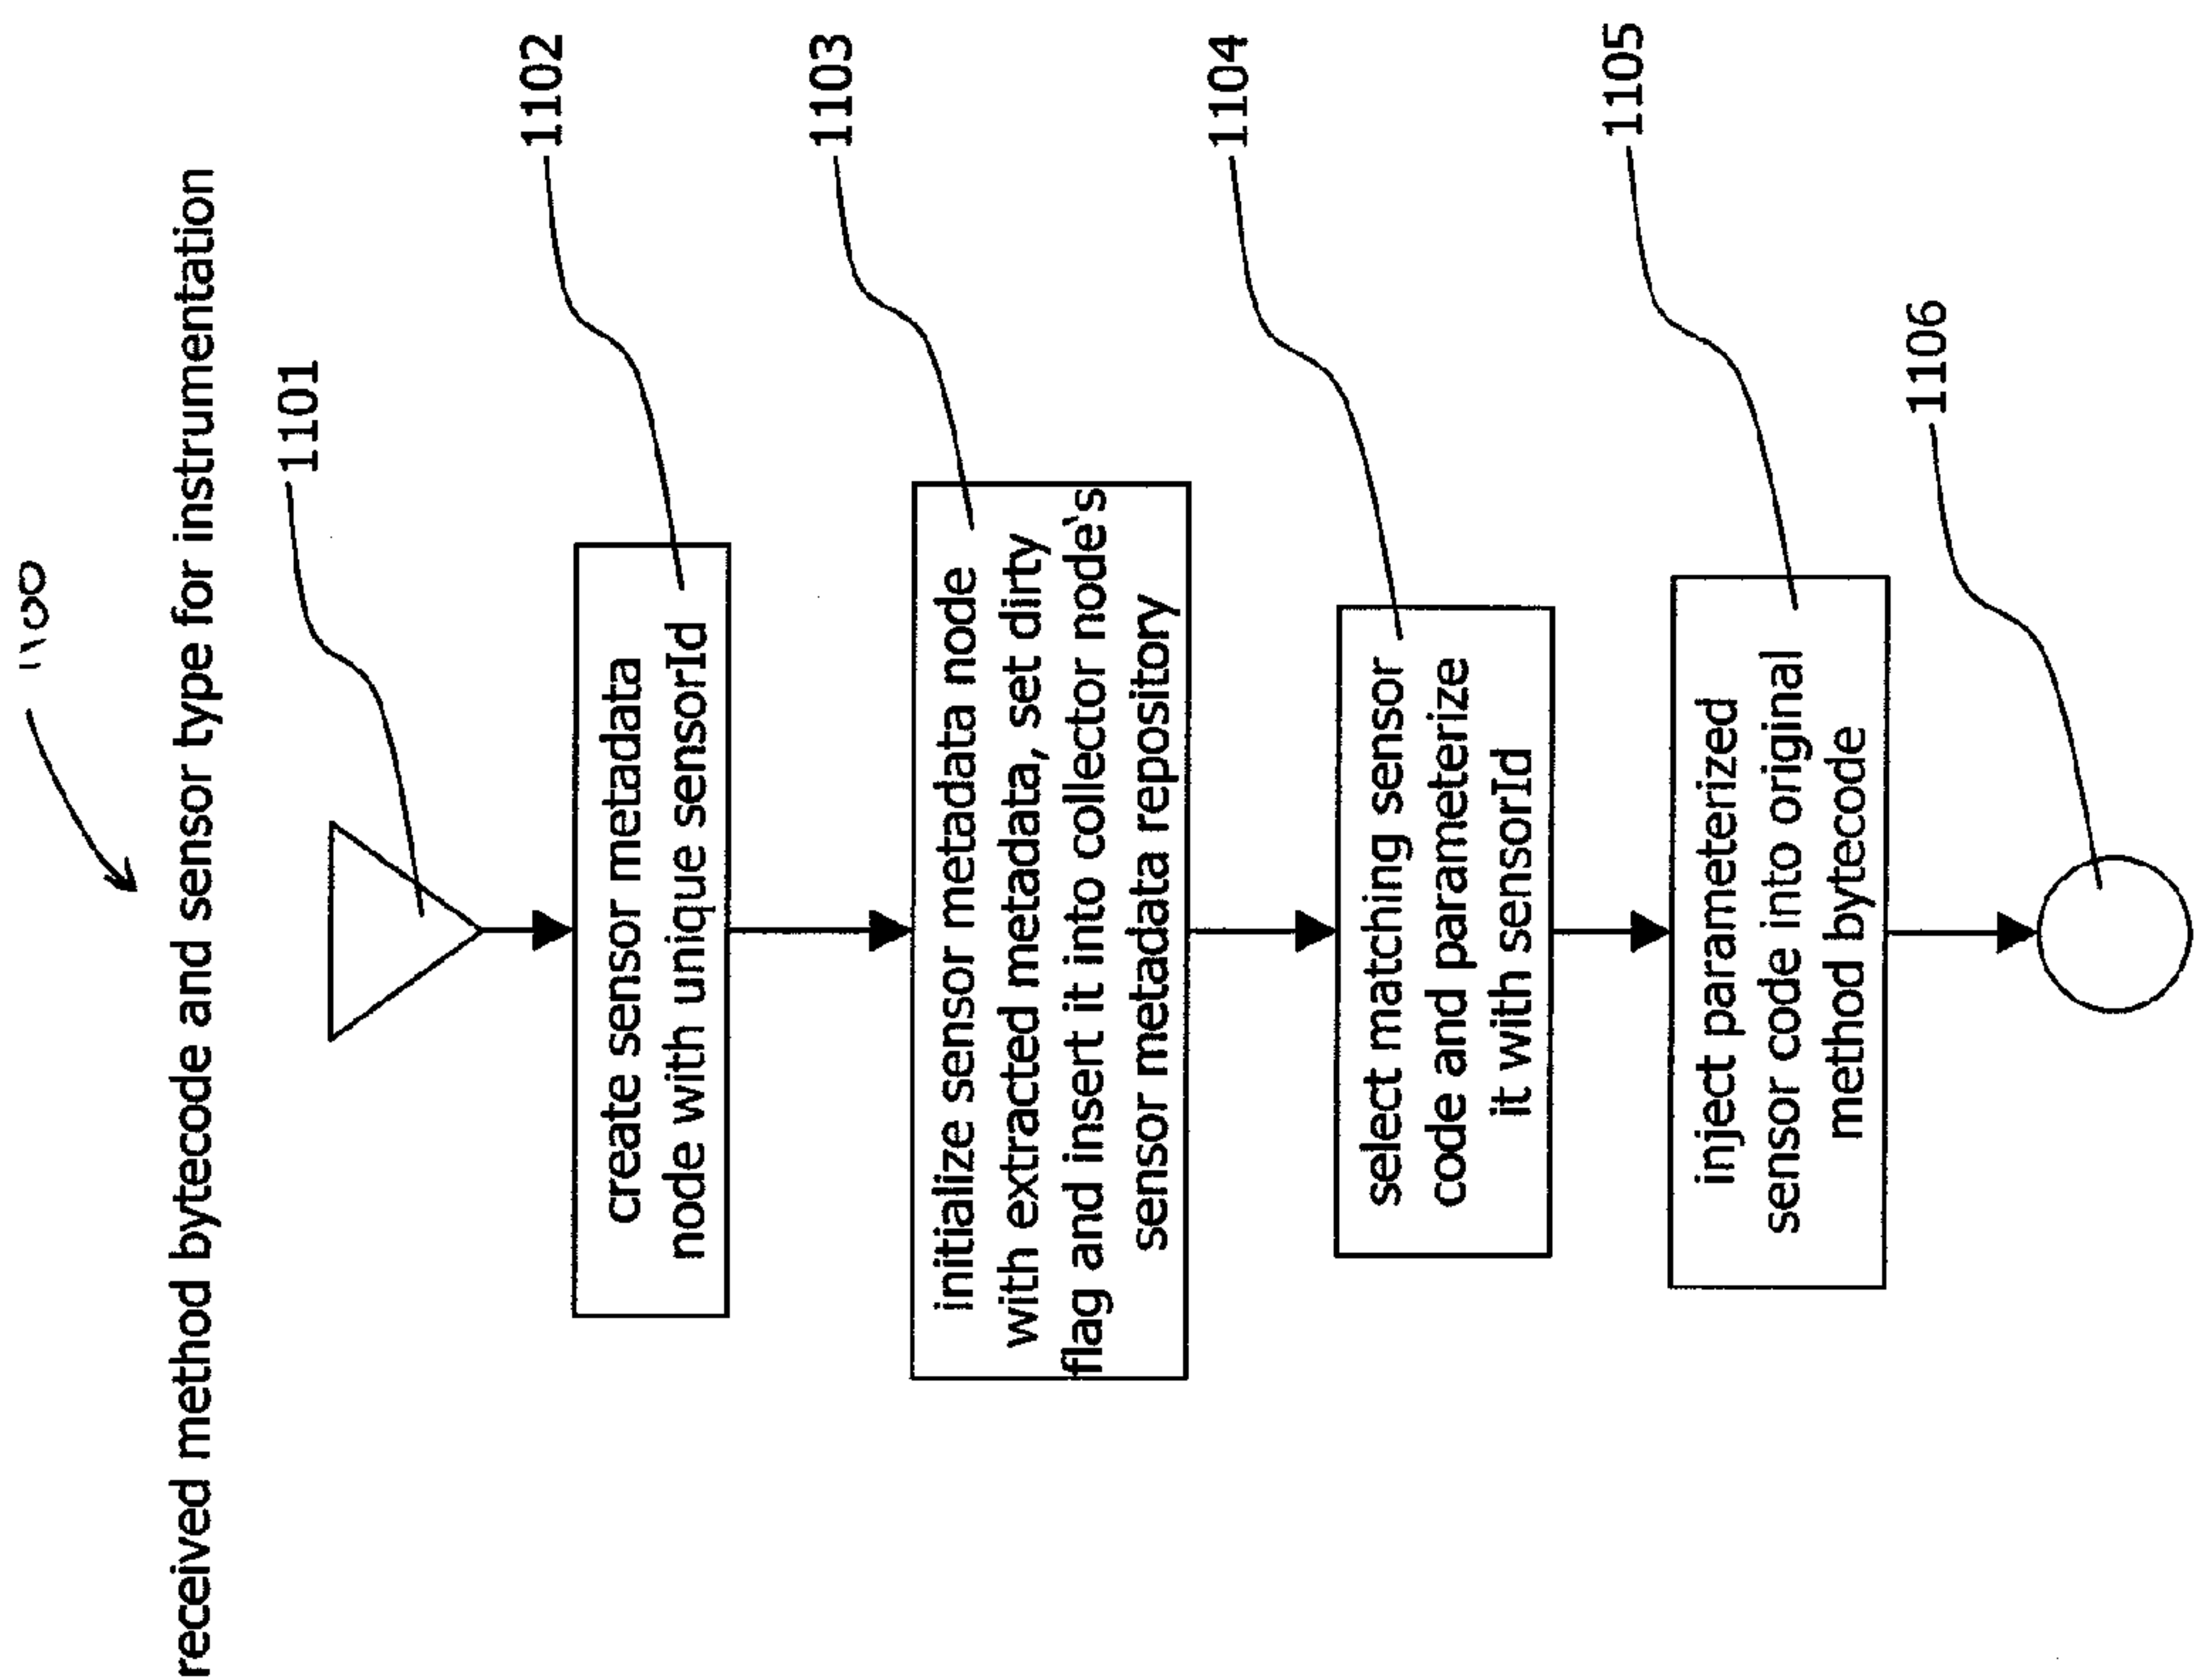 1100
received method bytecode and sensor type for instrumentation
1101
create sensor metadata
node with unique sensorId
1102
initialize sensor metadata node
with extracted metadata, set dirty
flag and insert it into collector node`s
sensor metadata repository
1103
select matching sensor
code and parameterize
it with sensorId
1104
inject parameterized
sensor code into original
method bytecode
1105
1106